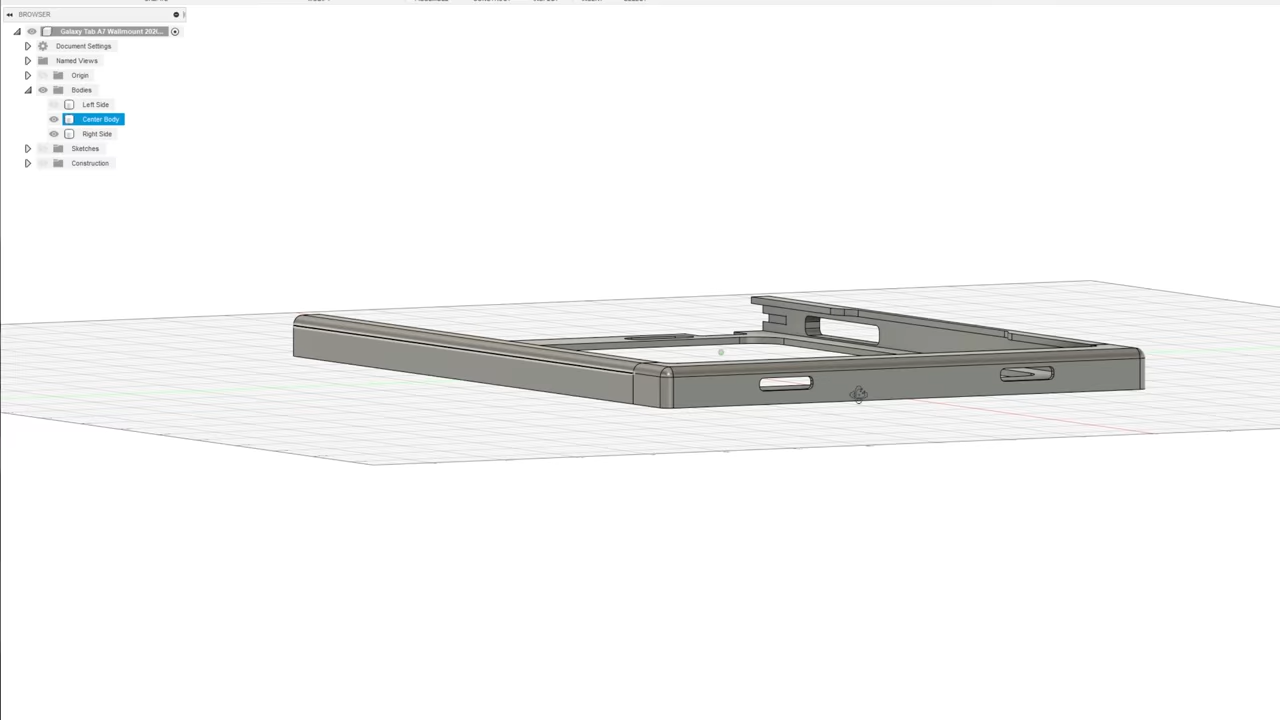 BROWSER
Galaxy Tab A7 Wallmount 202...
Document Settings
Named Views
Origin
Bodies
Left Side
Center Body
Right Side
Sketches
Construction